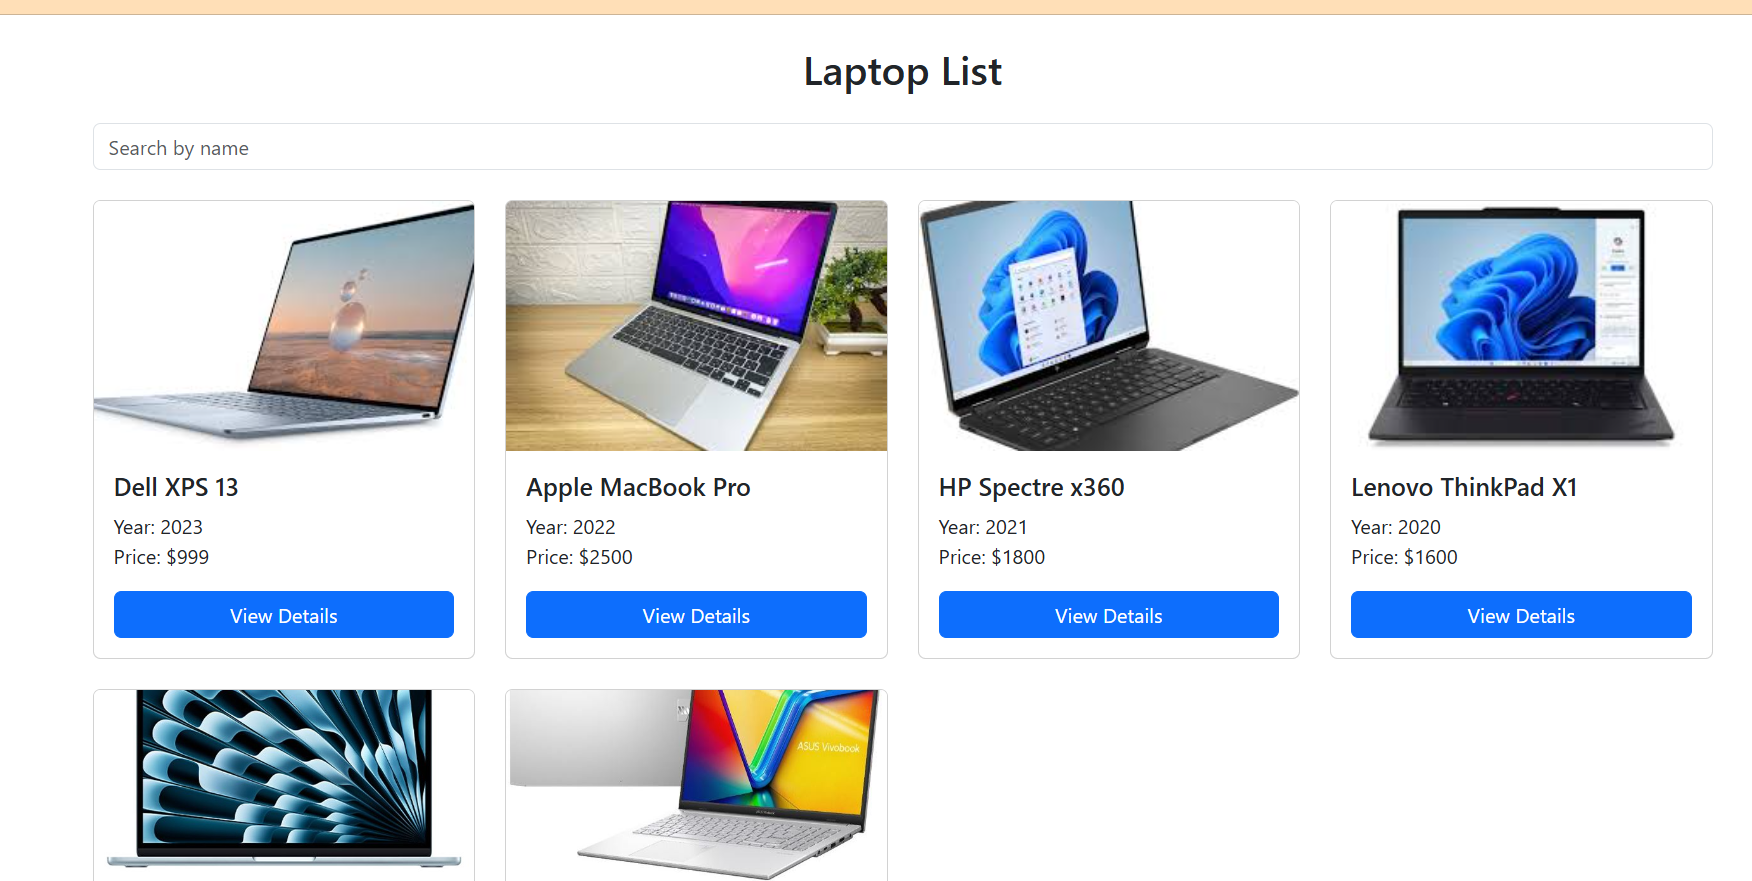 Laptop List
Search by name
Dell XPS 13
Year: 2023
Price: $999
View Details
Apple MacBook Pro
Year: 2022
Price: $2500
View Details
HP Spectre x360
Year: 2021
Price: $1800
View Details
Lenovo ThinkPad X1
Year: 2020
Price: $1600
View Details
ASUS Vivobook